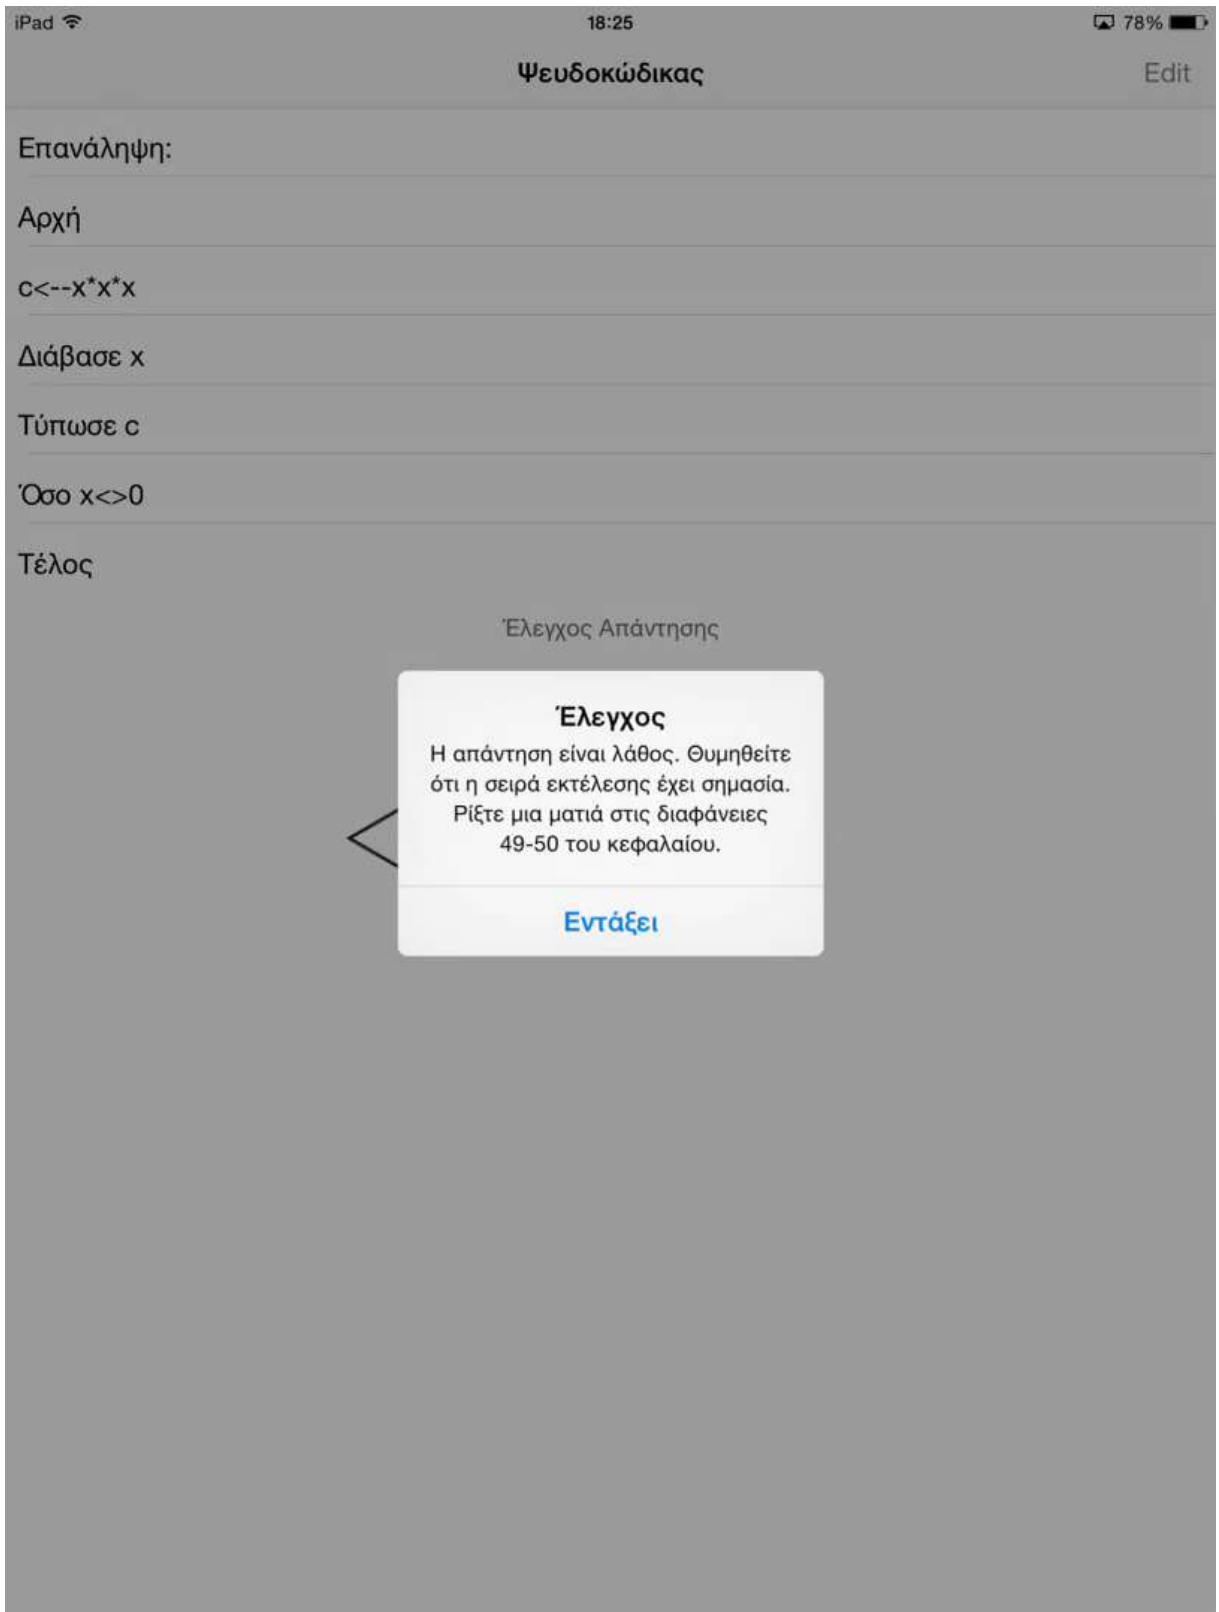 iPad 18:25 78%
Ψευδοκώδικας Edit
Επανάληψη:
Αρχή
c<--x*x*x
Διάβασε x
Τύπωσε c
Όσο x<>0
Τέλος
Έλεγχος Απάντησης
Έλεγχος
Η απάντηση είναι λάθος. Θυμηθείτε
ότι η σειρά εκτέλεσης έχει σημασία.
Ρίξτε μια ματιά στις διαφάνειες
49-50 του κεφαλαίου.
Εντάξει